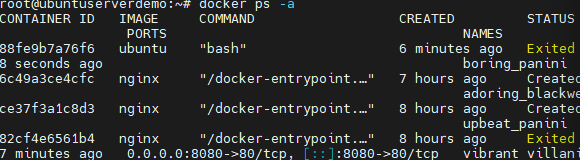 root@ubuntuserverdemo:~# docker ps -a
CONTAINER ID IMAGE COMMAND CREATED STATUS
PORTS NAMES
88fe9b7a76f6 ubuntu "bash" 6 minutes ago Exited
8 seconds ago boring_panini
6c49a3ce4cfc nginx "/docker-entrypoint.…" 7 hours ago Create
adoring_blackwe
ce37f3a1c8d3 nginx "/docker-entrypoint.…" 8 hours ago Create
upbeat_panini
82cf4e6561b4 nginx "/docker-entrypoint.…" 8 hours ago Exited
7 minutes ago 0.0.0.0:8080->80/tcp, [::]:8080->80/tcp vibrant_villan